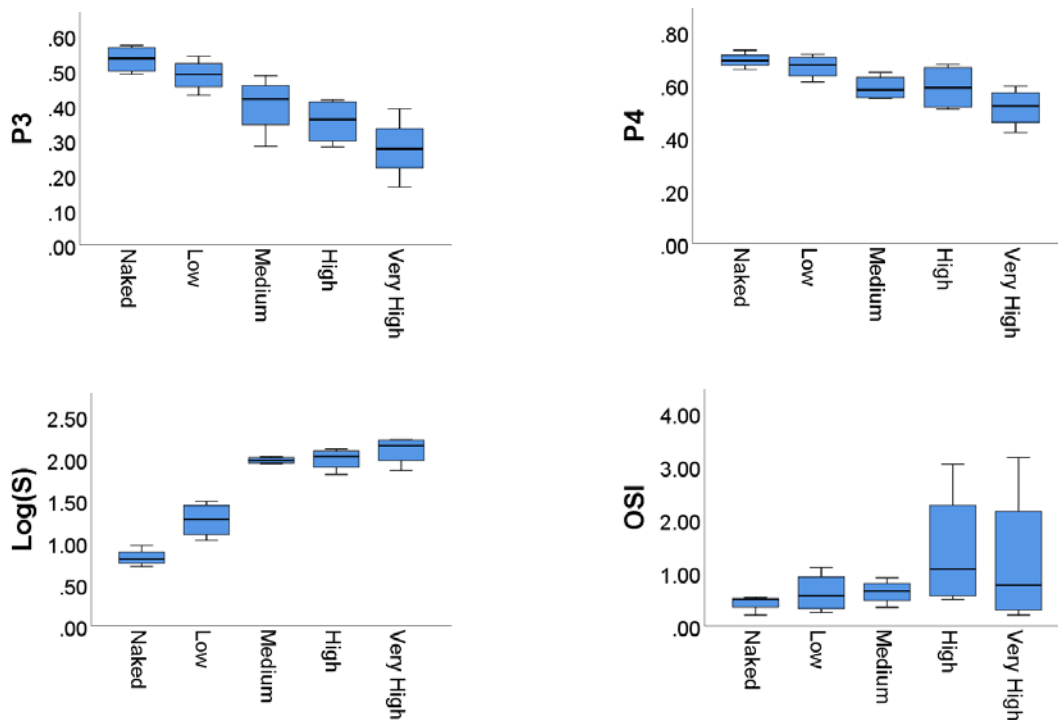 P3
.60
.50
.40
.30
.20
.10
.00
Naked
Low
Medium
High
Very High
P4
.80
.60
.40
.20
.00
Naked
Low
Medium
High
Very High
Log(S)
2.50
2.00
1.50
1.00
.50
.00
Naked
Low
Medium
High
Very High
OSI
4.00
3.00
2.00
1.00
.00
Naked
Low
Medium
High
Very High